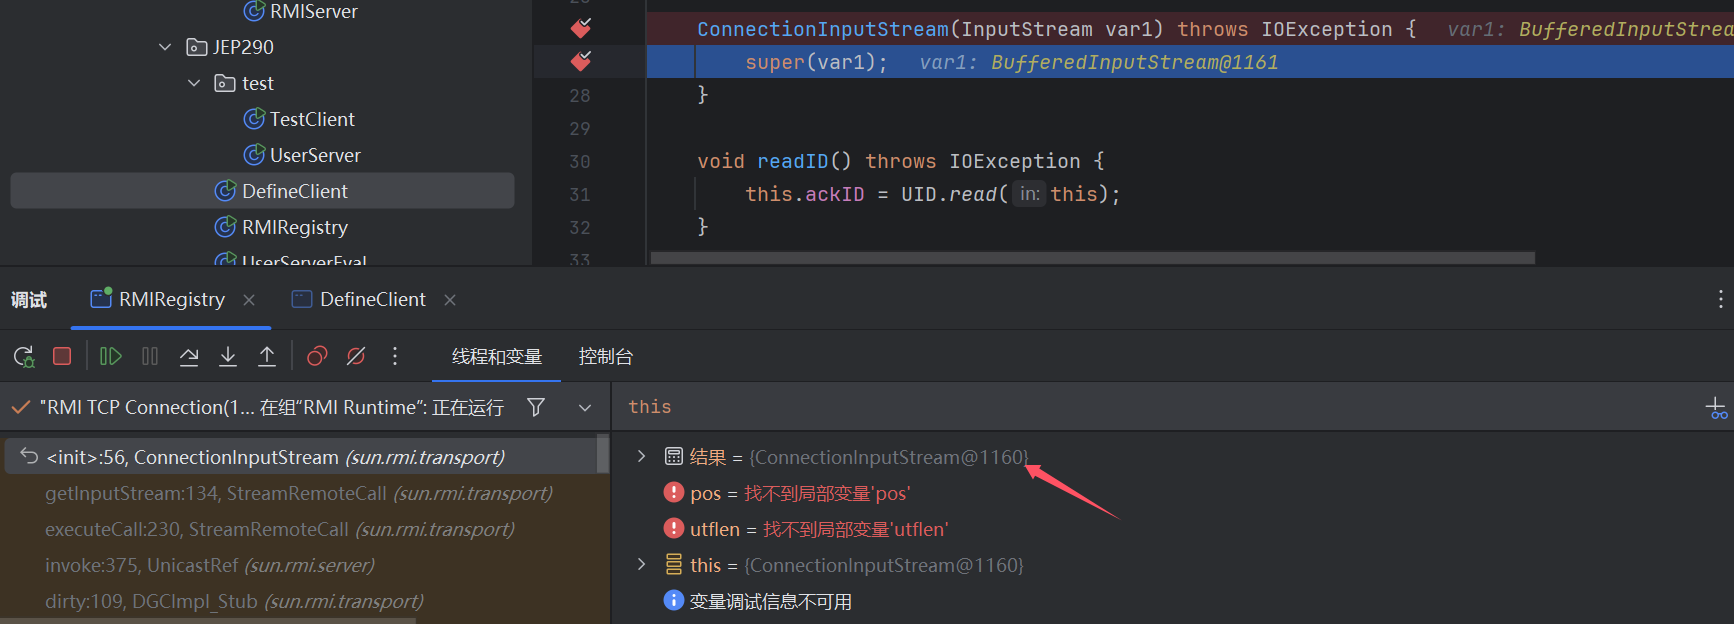 RMIServer
JEP290
test
TestClient
UserServer
DefineClient
RMIRegistry
UserServerEval
ConnectionInputStream(InputStream var1) throws IOException {   var1: BufferedInputStrea
super(var1);   var1: BufferedInputStream@1161
28 }
29
30 void readID() throws IOException {
31 this.ackID = UID.read( in: this);
32 }
33
调试 RMIRegistry × DefineClient ×
线程和变量 控制台
"RMI TCP Connection(1... 在组“RMI Runtime”: 正在运行
this
<init>:56, ConnectionInputStream (sun.rmi.transport)
getInputStream:134, StreamRemoteCall (sun.rmi.transport)
executeCall:230, StreamRemoteCall (sun.rmi.transport)
invoke:375, UnicastRef (sun.rmi.server)
dirty:109, DGCImpl_Stub (sun.rmi.transport)
结果 = {ConnectionInputStream@1160}
pos = 找不到局部变量'pos'
utflen = 找不到局部变量'utflen'
this = {ConnectionInputStream@1160}
变量调试信息不可用